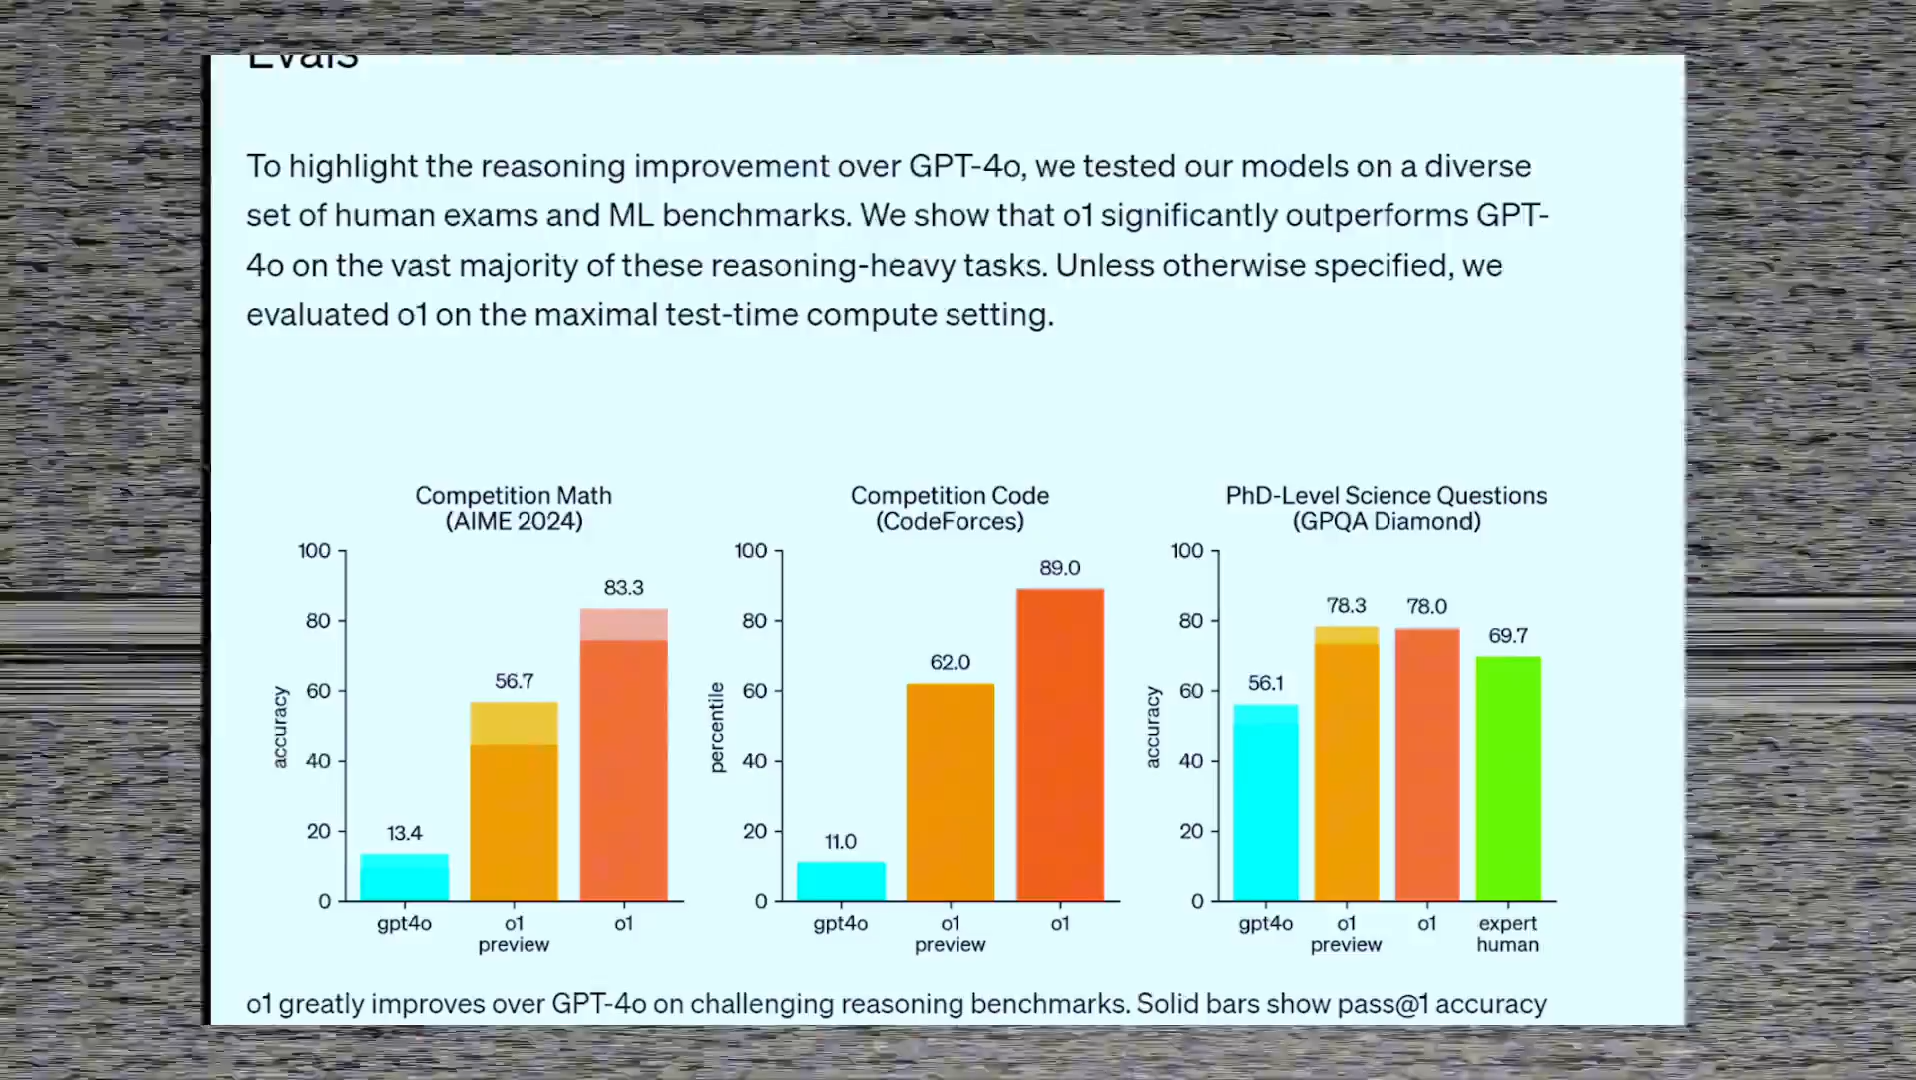 Evals
To highlight the reasoning improvement over GPT-4o, we tested our models on a diverse
set of human exams and ML benchmarks. We show that o1 significantly outperforms GPT-
4o on the vast majority of these reasoning-heavy tasks. Unless otherwise specified, we
evaluated o1 on the maximal test-time compute setting.
Competition Math
(AIME 2024)
100
80
60
40
20
0
accuracy
13.4
56.7
83.3
gpt4o
o1
preview
o1
Competition Code
(CodeForces)
100
80
60
40
20
0
percentile
11.0
62.0
89.0
gpt4o
o1
preview
o1
PhD-Level Science Questions
(GPQA Diamond)
100
80
60
40
20
0
accuracy
56.1
78.3
78.0
69.7
gpt4o
o1
preview
o1
expert
human
o1 greatly improves over GPT-4o on challenging reasoning benchmarks. Solid bars show pass@1 accuracy